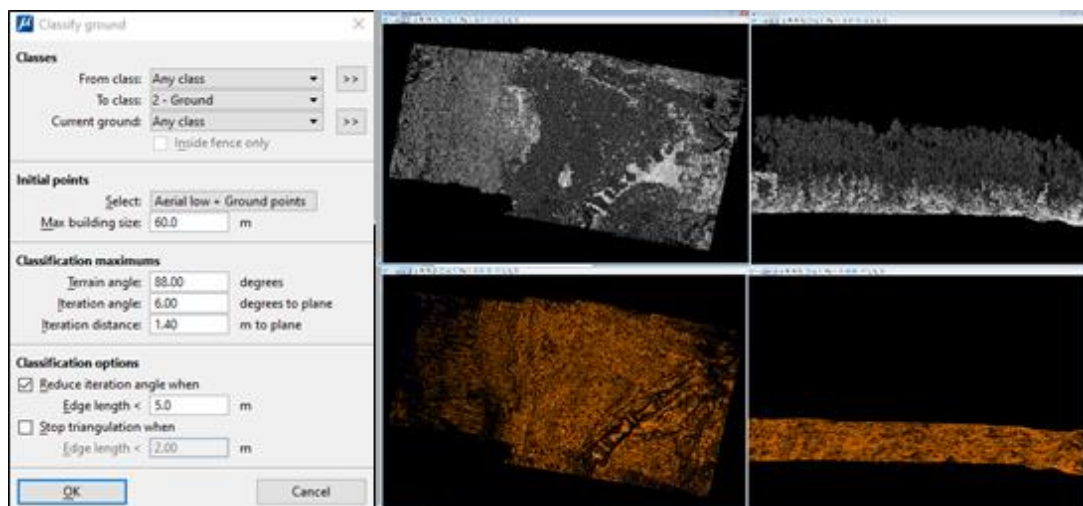 Classify ground
Classes
From class: Any class >>
To class: 2 - Ground
Current ground: Any class >>
Inside fence only
Initial points
Select: Aerial low + Ground points
Max building size: 60.0 m
Classification maximums
Terrain angle: 88.00 degrees
Iteration angle: 6.00 degrees to plane
Iteration distance: 1.40 m to plane
Classification options
Reduce iteration angle when
Edge length < 5.0 m
Stop triangulation when
Edge length < 2.00 m
OK Cancel